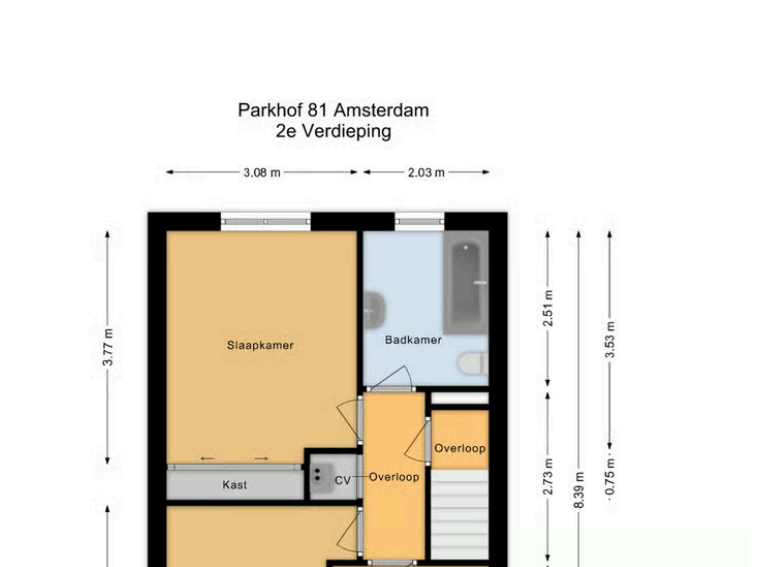 Parkhof 81 Amsterdam
2e Verdieping
3.08 m
2.03 m
3.77 m
2.51 m
3.53 m
Slaapkamer
Badkamer
Overloop
Overloop
CV
Kast
2.73 m
8.39 m
0.75 m